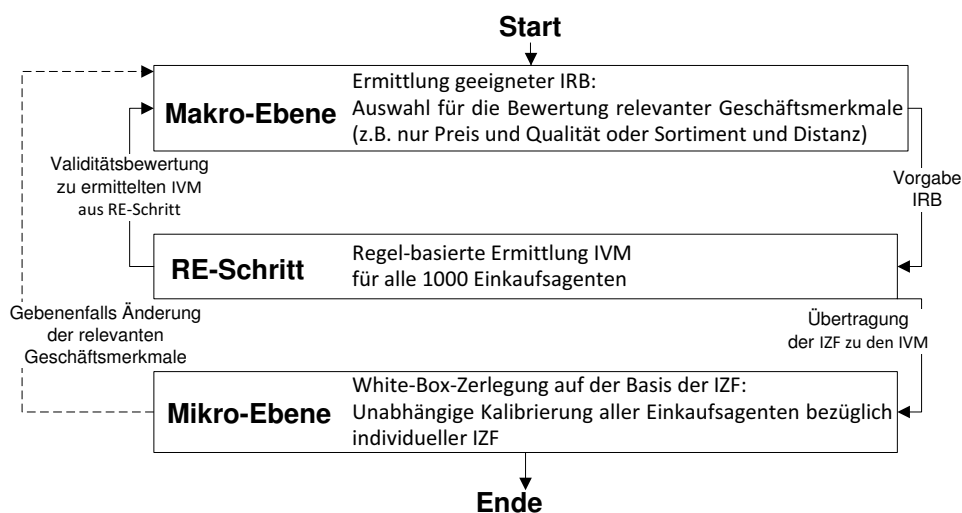 Start
Makro-Ebene
Ermittlung geeigneter IRB:
Auswahl für die Bewertung relevanter Geschäftsmerkmale
(z.B. nur Preis und Qualität oder Sortiment und Distanz)
Validitätsbewertung
zu ermittelten IVM
aus RE-Schritt
Vorgabe
IRB
RE-Schritt
Regel-basierte Ermittlung IVM
für alle 1000 Einkaufsagenten
Gebenenfalls Änderung
der relevanten
Geschäftsmerkmale
Übertragung
der IZF zu den IVM
Mikro-Ebene
White-Box-Zerlegung auf der Basis der IZF:
Unabhängige Kalibrierung aller Einkaufsagenten bezüglich
individueller IZF
Ende